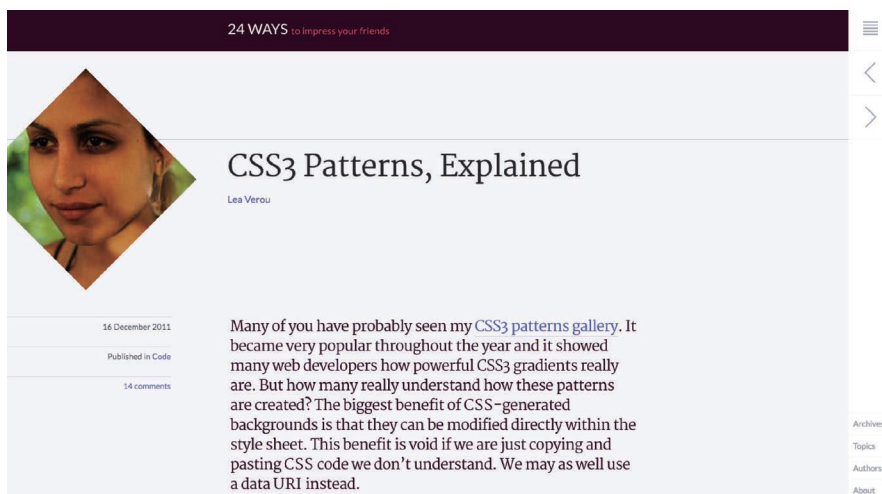 24 WAYS to impress your friends
CSS3 Patterns, Explained
Lea Verou
16 December 2011
Published in Code
14 comments
Many of you have probably seen my CSS3 patterns gallery. It
became very popular throughout the year and it showed
many web developers how powerful CSS3 gradients really
are. But how many really understand how these patterns
are created? The biggest benefit of CSS-generated
backgrounds is that they can be modified directly within the
style sheet. This benefit is void if we are just copying and
pasting CSS code we don’t understand. We may as well use
a data URI instead.
Archives
Topics
Authors
About